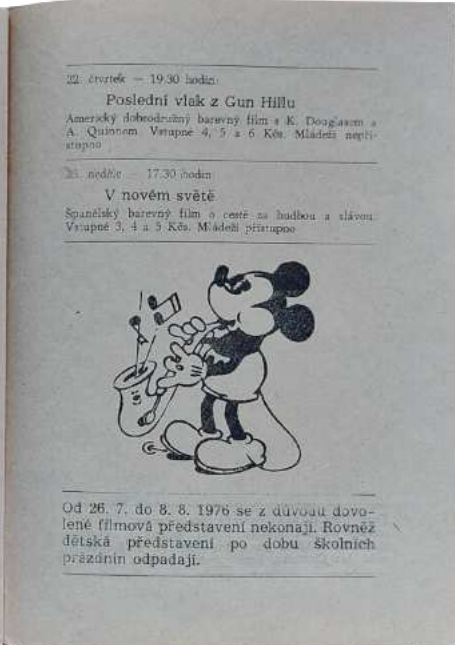 22. čtvrtek — 19.30 hodin
Poslední vlak z Gun Hillu
Americký dobrodružný barevný film s K. Douglasem a
A. Quinnem. Vstupné 4, 5 a 6 Kčs. Mládeži nepří-
stupno
25. neděle — 17.30 hodin
V novém světě
Španělský barevný film o cestě za hudbou a slávou.
Vstupné 3, 4 a 5 Kčs. Mládeži přístupno
Od 26. 7. do 8. 8. 1976 se z důvodu dovo-
lené filmová představení nekonají. Rovněž
dětská představení po dobu školních
prázdnin odpadají.